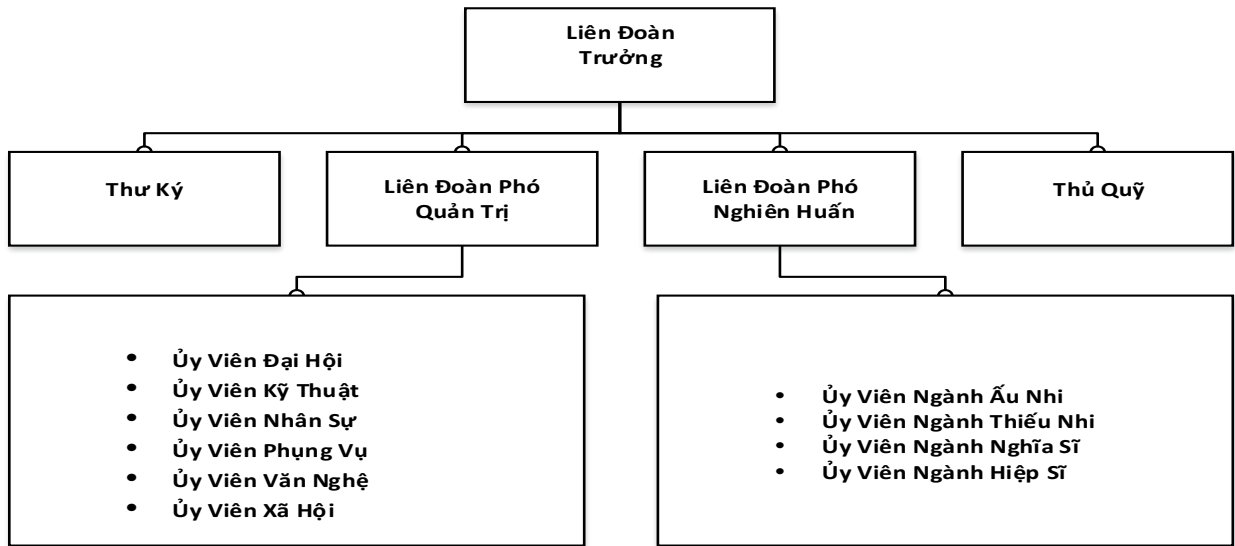 Liên Đoàn
Trưởng
Thư Ký
Liên Đoàn Phó
Quản Trị
Liên Đoàn Phó
Nghiên Huấn
Thủ Quỹ
• Ủy Viên Đại Hội
• Ủy Viên Kỹ Thuật
• Ủy Viên Nhân Sự
• Ủy Viên Phụng Vụ
• Ủy Viên Văn Nghệ
• Ủy Viên Xã Hội
• Ủy Viên Ngành Ấu Nhi
• Ủy Viên Ngành Thiếu Nhi
• Ủy Viên Ngành Nghĩa Sĩ
• Ủy Viên Ngành Hiệp Sĩ